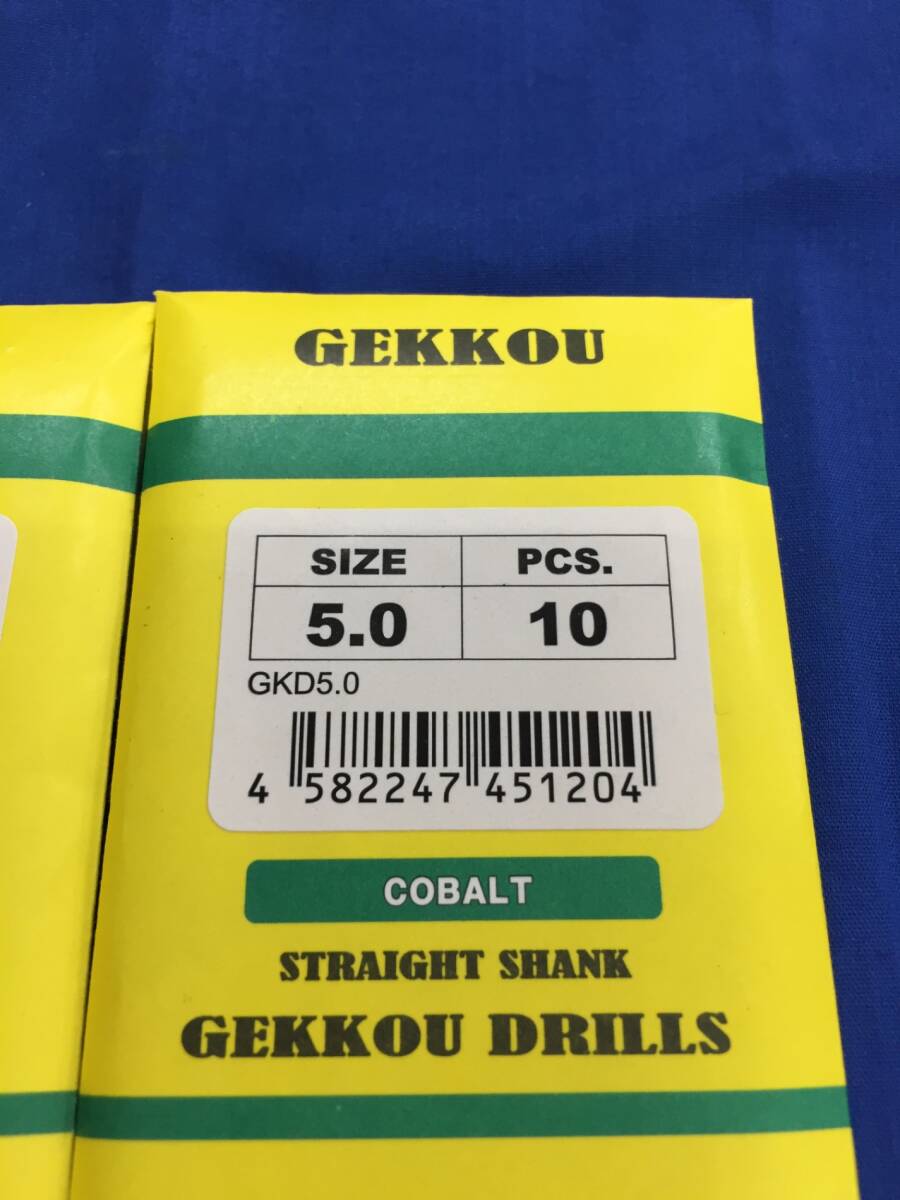 GEKKOU
SIZE PCS.
5.0 10
GKD5.0
4 582247 451204
COBALT
STRAIGHT SHANK
GEKKOU DRILLS